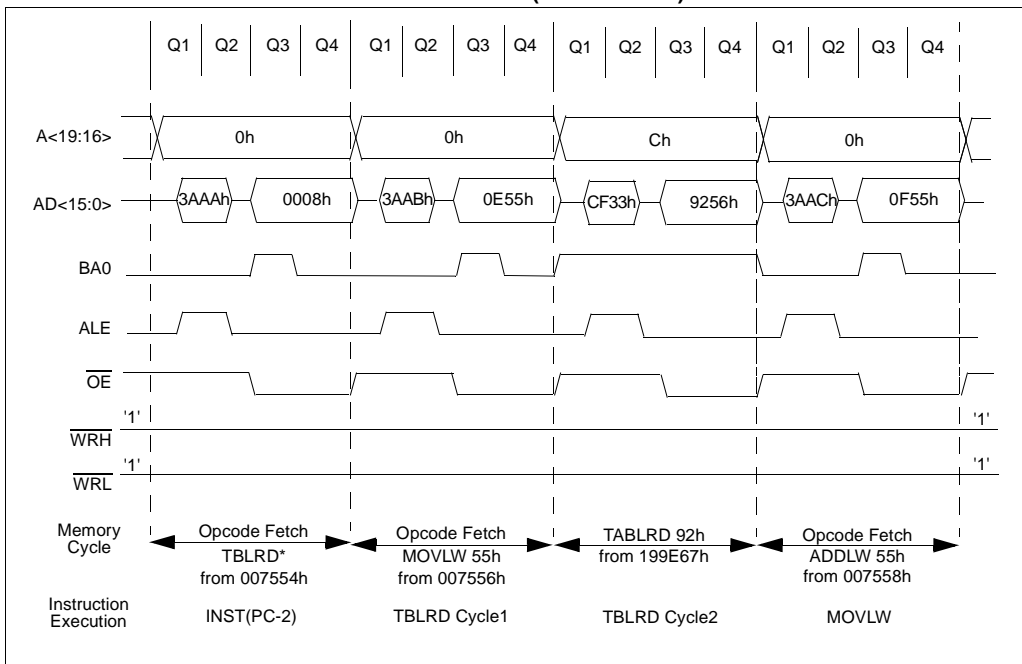 Q1 Q2 Q3 Q4 Q1 Q2 Q3 Q4 Q1 Q2 Q3 Q4 Q1 Q2 Q3 Q4
A<19:16> 0h 0h Ch 0h
AD<15:0> 3AAAh 0008h 3AABh 0E55h CF33h 9256h 3AACh 0F55h
BA0
ALE
OE
'1' '1'
WRH
'1' '1'
WRL
Memory Cycle
Opcode Fetch
TBLRD*
from 007554h
Opcode Fetch
MOVLW 55h
from 007556h
TABLRD 92h
from 199E67h
Opcode Fetch
ADDLW 55h
from 007558h
Instruction Execution
INST(PC-2) TBLRD Cycle1 TBLRD Cycle2 MOVLW